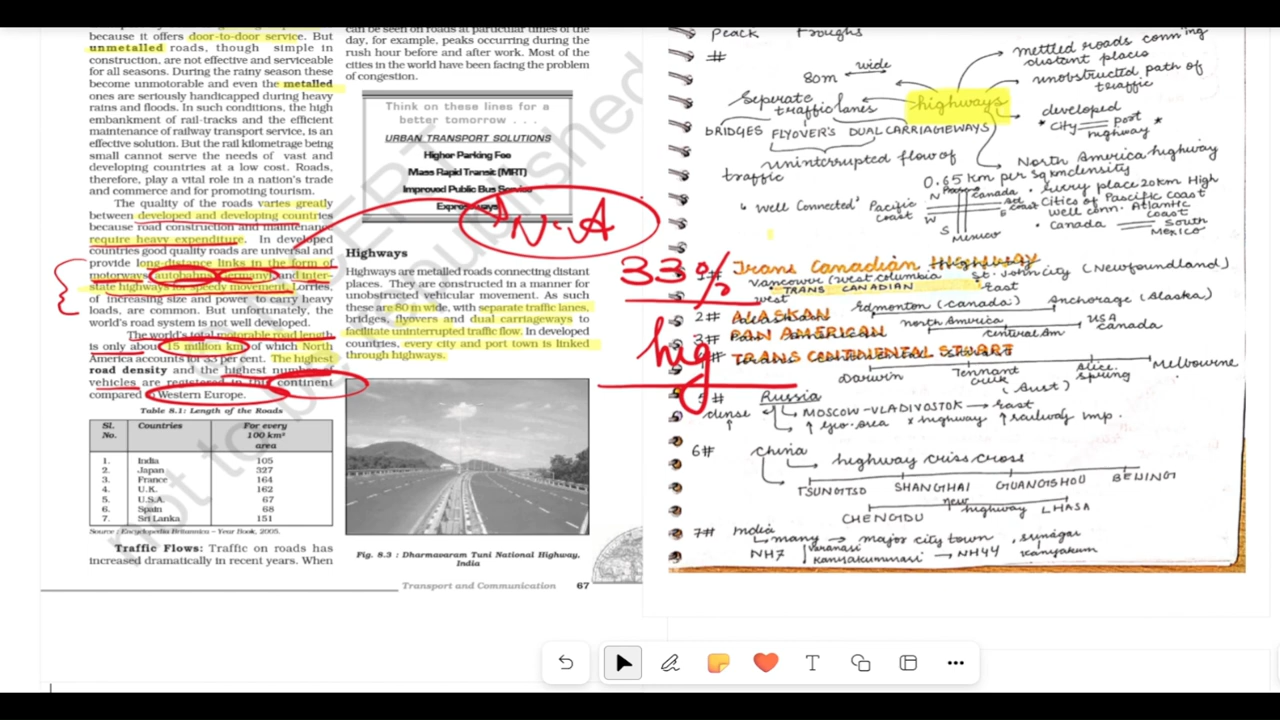 because it offers door-to-door service. But
unmetalled roads, though simple in
construction, are not effective and serviceable
for all seasons. During the rainy season these
become unmotorable and even the metalled
ones are seriously handicapped during heavy
rains and floods. In such conditions, the high
embankment of rail-tracks and the efficient
maintenance of railway transport service, is an
effective solution. But the rail kilometrage being
small cannot serve the needs of vast and
developing countries at a low cost. Roads,
therefore, play a vital role in a nation's trade
and commerce and for promoting tourism.
The quality of the roads varies greatly
between developed and developing countries
because road construction and maintenance
require heavy expenditure. In developed
countries good quality roads are universal and
provide long-distance links in the form of
motorways, autobahns (Germany), and inter-
state highways for speedy movement. Lorries,
of increasing size and power to carry heavy
loads, are common. But unfortunately, the
world's road system is not well developed.
The world's total motorable road length
is only about 15 million km, of which North
America accounts for 33 per cent. The highest
road density and the highest number of
vehicles are registered in this continent
compared to Western Europe.
Table 8.1: Length of the Roads
Sl. No. Countries For every 100 km² area
1. India 105
2. Japan 327
3. France 164
4. U.K. 162
5. U.S.A. 67
6. Spain 68
7. Sri Lanka 151
Source : Encyclopedia Britannica – Year Book, 2005.
Traffic Flows: Traffic on roads has
increased dramatically in recent years. When
can be seen on roads at particular times of the
day, for example, peaks occurring during the
rush hour before and after work. Most of the
cities in the world have been facing the problem
of congestion.
Think on these lines for a
better tomorrow . . .
URBAN TRANSPORT SOLUTIONS
Higher Parking Fee
Mass Rapid Transit (MRT)
Improved Public Bus Service
Expressways
N.A
Highways
Highways are metalled roads connecting distant
places. They are constructed in a manner for
unobstructed vehicular movement. As such
these are 80 m wide, with separate traffic lanes,
bridges, flyovers and dual carriageways to
facilitate uninterrupted traffic flow. In developed
countries, every city and port town is linked
through highways.
Fig. 8.3 : Dharmavaram Tuni National Highway,
India
Transport and Communication 67
33%
hig
Peack Troughs
#
80m wide
mettled roads conning
distant places
unobstructed path of
traffic
seperate
traffic lanes
highways
developed
* city port *
highway
BRIDGES FLYOVER'S DUAL CARRIAGEWAYS
uninterrupted flow of
traffic
North America highway
0.65 km per sq km density
"Well Connected"
Pacific
coast
N
W
S
Canada
Mexico
coast
every place 20km High
Cities of Pascific Coast
well conn. Atlantic
coast
Canada South
Mexico
1# Trans Canadian Highway
Vancover (west columbia St. John city (Newfoundland)
TRANS CANADIAN
west East
2# ALASKAN
Edmonton (Canada) Anchorage (Alaska)
3# PAN AMERICAN
north America Central Am USA
Canada
TRANS CONTINENTAL STUART
Darwin Tennant Alice Melbourne
Spring
(Aust)
Russia
dense MOSCOW-VLADIVOSTOK → east
↑ geo. area × highway ↑ railway imp.
6# China
highway criss cross
TSUNGTSO SHANGHAI GUANGSHOU BEIJING
new
highway
CHENGDU LHASA
7# India
many → major city town, srinagar
NH7 Varanasi
Kanyakummari → NH44 Kanyakum